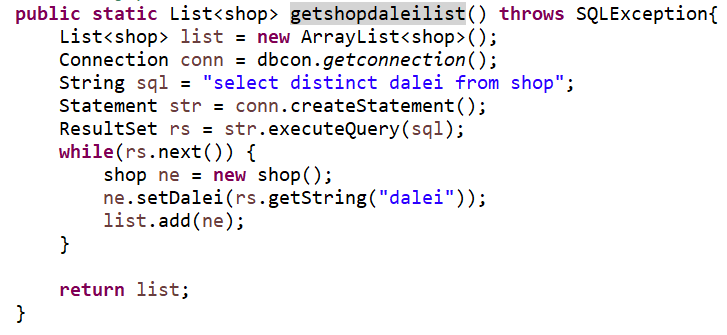 public static List<shop> getshopdaleilist() throws SQLException{
List<shop> list = new ArrayList<shop>();
Connection conn = dbcon.getconnection();
String sql = "select distinct dalei from shop";
Statement str = conn.createStatement();
ResultSet rs = str.executeQuery(sql);
while(rs.next()) {
shop ne = new shop();
ne.setDalei(rs.getString("dalei"));
list.add(ne);
}
return list;
}